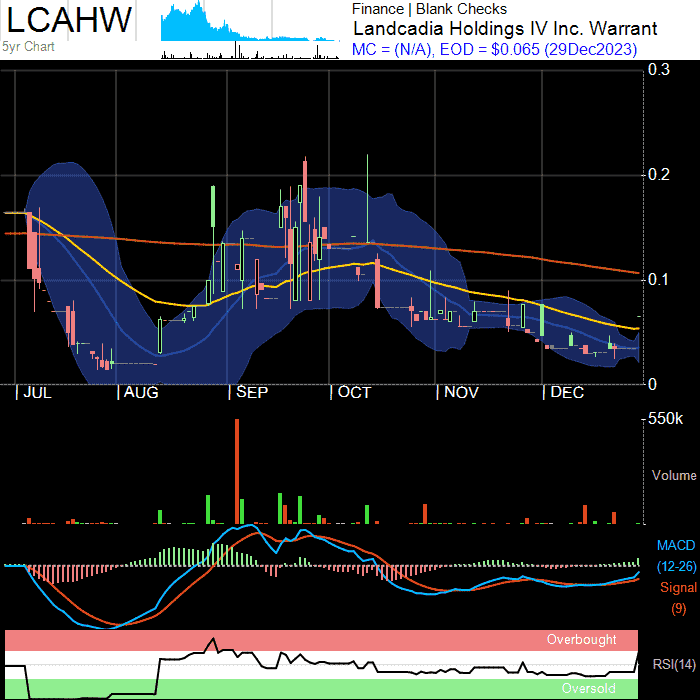 LCAHW
5yr Chart
Finance | Blank Checks
Landcadia Holdings IV Inc. Warrant
MC = (N/A), EOD = $0.065 (29Dec2023)
0.3
0.2
0.1
0
| JUL | AUG | SEP | OCT | NOV | DEC
550k
Volume
MACD
(12-26)
Signal
(9)
Overbought
RSI(14)
Oversold